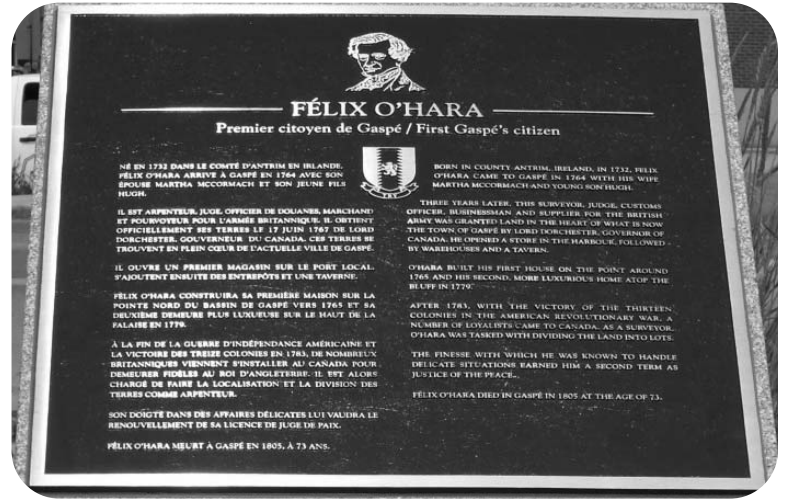 FÉLIX O'HARA
Premier citoyen de Gaspé / First Gaspé's citizen
NÉ EN 1732 DANS LE COMTÉ D'ANTRIM EN IRLANDE,
FÉLIX O'HARA ARRIVE À GASPÉ EN 1764 AVEC SON
ÉPOUSE MARTHA MCCORMACH ET SON JEUNE FILS
HUGH.
IL EST ARPENTEUR, JUGE, OFFICIER DE DOUANES, MARCHAND
ET POURVOYEUR POUR L'ARMÉE BRITANNIQUE. IL OBTIENT
OFFICIELLEMENT SES TERRES LE 17 JUIN 1767 DE LORD
DORCHESTER, GOUVERNEUR DU CANADA. CES TERRES SE
TROUVENT EN PLEIN CŒUR DE L'ACTUELLE VILLE DE GASPÉ.
IL OUVRE UN PREMIER MAGASIN SUR LE PORT LOCAL.
S'AJOUTENT ENSUITE DES ENTREPÔTS ET UNE TAVERNE.
FÉLIX O'HARA CONSTRUIRA SA PREMIÈRE MAISON SUR LA
POINTE NORD DU BASSIN DE GASPÉ VERS 1765 ET SA
DEUXIÈME DEMEURE PLUS LUXUEUSE SUR LE HAUT DE LA
FALAISE EN 1779.
À LA FIN DE LA GUERRE D'INDÉPENDANCE AMÉRICAINE ET
LA VICTOIRE DES TREIZE COLONIES EN 1783, DE NOMBREUX
BRITANNIQUES VIENNENT S'INSTALLER AU CANADA POUR
DEMEURER FIDÈLES AU ROI D'ANGLETERRE. IL EST ALORS
CHARGÉ DE FAIRE LA LOCALISATION ET LA DIVISION DES
TERRES COMME ARPENTEUR.
SON DOIGTÉ DANS DES AFFAIRES DÉLICATES LUI VAUDRA LE
RENOUVELLEMENT DE SA LICENCE DE JUGE DE PAIX.
FÉLIX O'HARA MEURT À GASPÉ EN 1805, À 73 ANS.
BORN IN COUNTY ANTRIM, IRELAND, IN 1732, FELIX
O'HARA CAME TO GASPÉ IN 1764 WITH HIS WIFE
MARTHA MCCORMACH AND YOUNG SON HUGH.
THREE YEARS LATER, THIS SURVEYOR, JUDGE, CUSTOMS
OFFICER, BUSINESSMAN AND SUPPLIER FOR THE BRITISH
ARMY WAS GRANTED LAND IN THE HEART OF WHAT IS NOW
THE TOWN OF GASPÉ BY LORD DORCHESTER, GOVERNOR OF
CANADA. HE OPENED A STORE IN THE HARBOUR, FOLLOWED
BY WAREHOUSES AND A TAVERN.
O'HARA BUILT HIS FIRST HOUSE ON THE POINT AROUND
1765 AND HIS SECOND, MORE LUXURIOUS HOME ATOP THE
BLUFF IN 1779.
AFTER 1783, WITH THE VICTORY OF THE THIRTEEN
COLONIES IN THE AMERICAN REVOLUTIONARY WAR, A
NUMBER OF LOYALISTS CAME TO CANADA. AS A SURVEYOR,
O'HARA WAS TASKED WITH DIVIDING THE LAND INTO LOTS.
THE FINESSE WITH WHICH HE WAS KNOWN TO HANDLE
DELICATE SITUATIONS EARNED HIM A SECOND TERM AS
JUSTICE OF THE PEACE.
FÉLIX O'HARA DIED IN GASPÉ IN 1805 AT THE AGE OF 73.